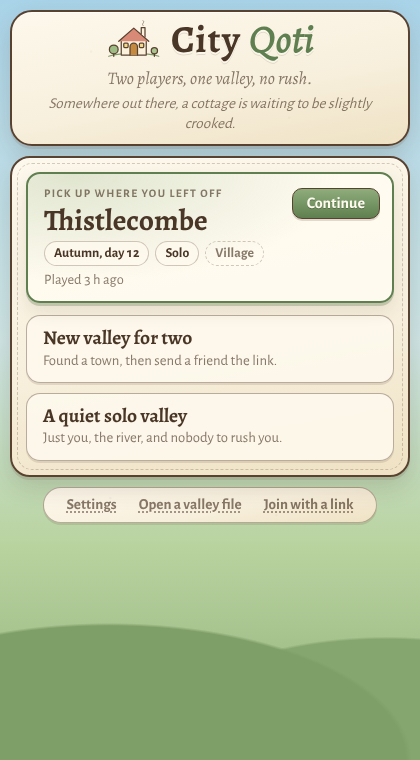 City Qoti
Two players, one valley, no rush.
Somewhere out there, a cottage is waiting to be slightly
crooked.
PICK UP WHERE YOU LEFT OFF
Thistlecombe
Continue
Autumn, day 12
Solo
Village
Played 3 h ago
New valley for two
Found a town, then send a friend the link.
A quiet solo valley
Just you, the river, and nobody to rush you.
Settings
Open a valley file
Join with a link